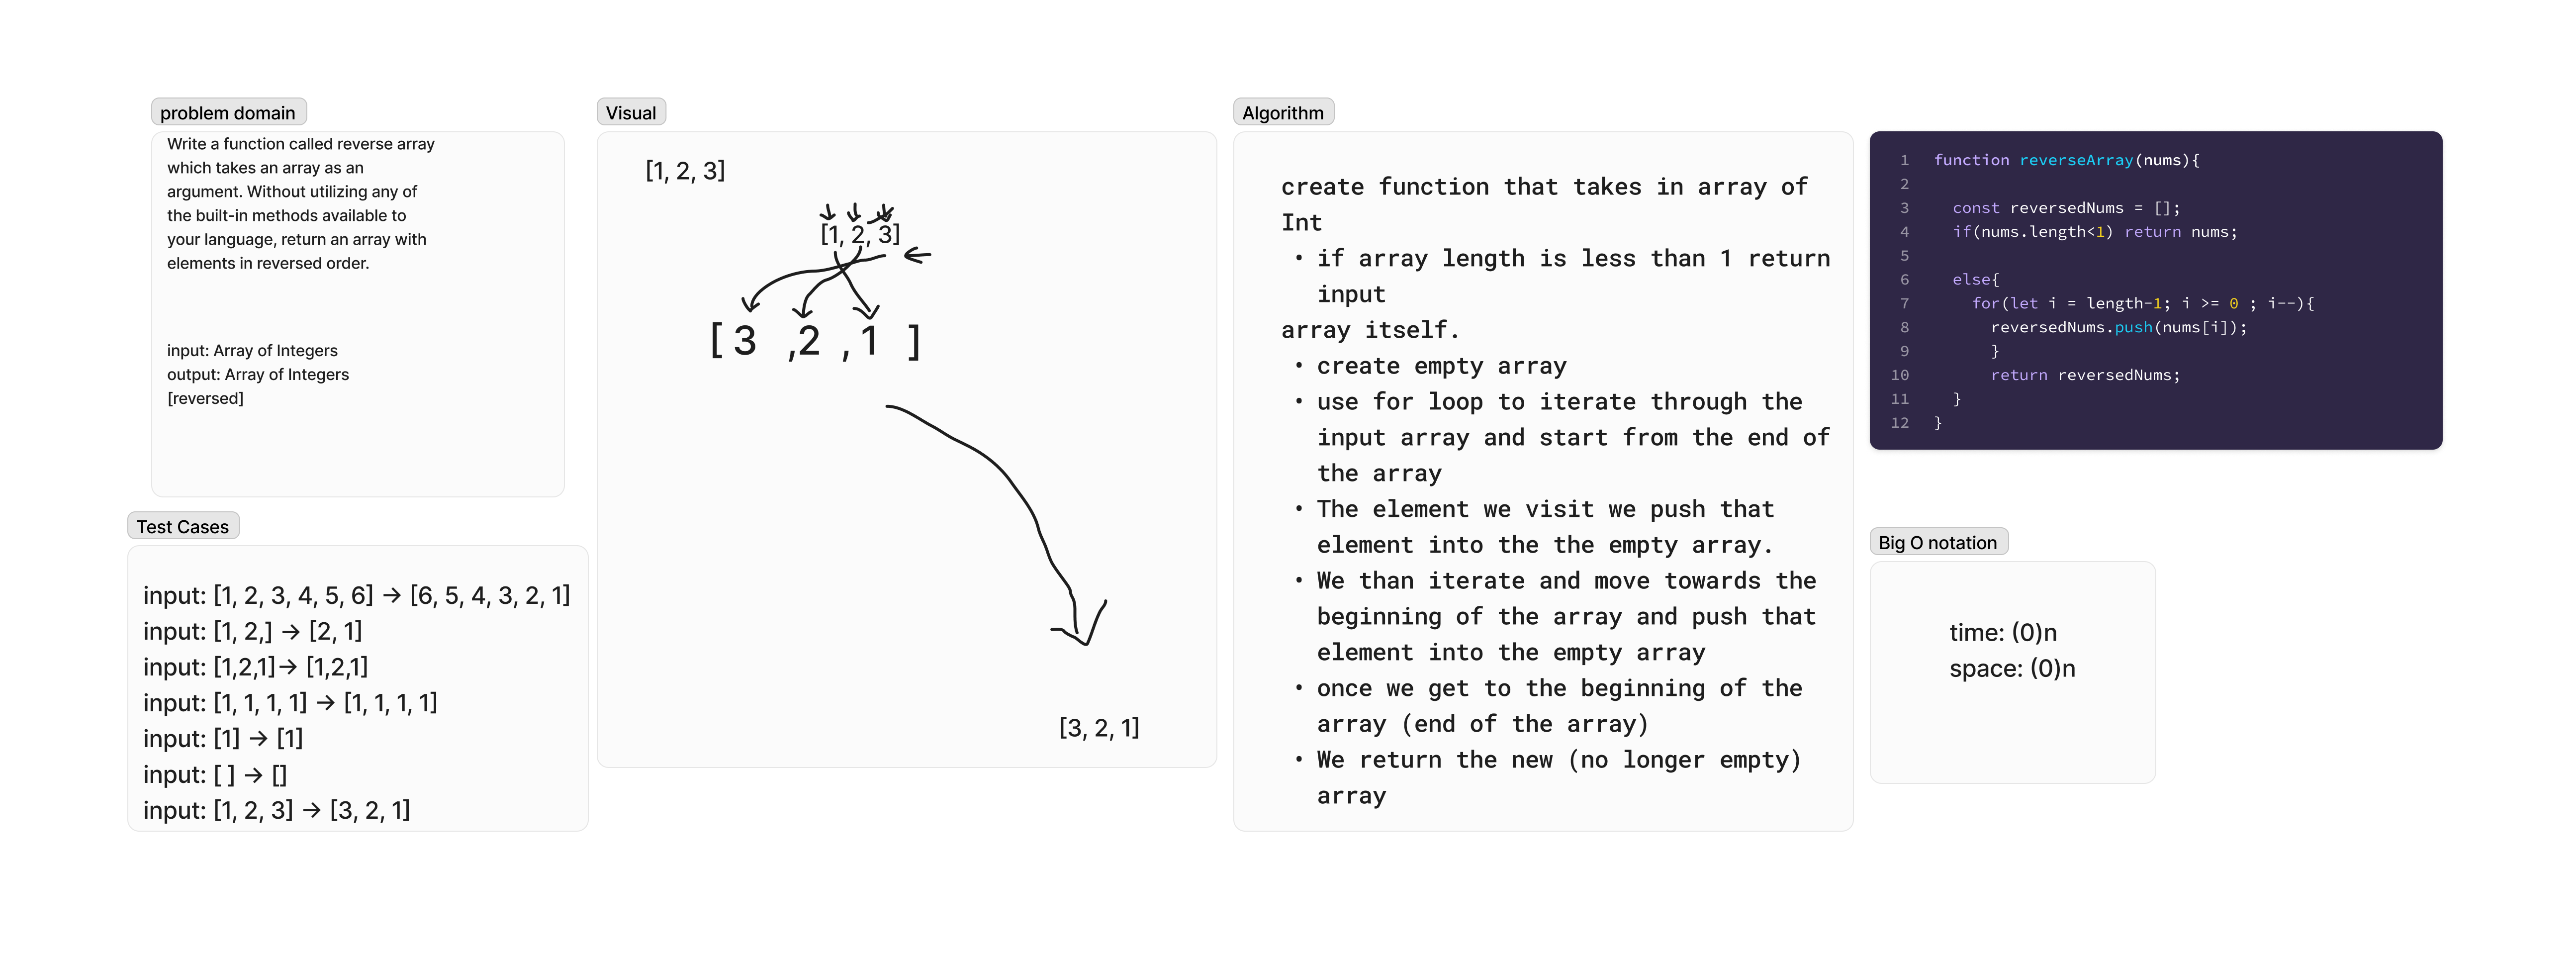 problem domain
Write a function called reverse array
which takes an array as an
argument. Without utilizing any of
the built-in methods available to
your language, return an array with
elements in reversed order.
input: Array of Integers
output: Array of Integers
[reversed]
Test Cases
input: [1, 2, 3, 4, 5, 6] → [6, 5, 4, 3, 2, 1]
input: [1, 2,] → [2, 1]
input: [1,2,1]→ [1,2,1]
input: [1, 1, 1, 1] → [1, 1, 1, 1]
input: [1] → [1]
input: [ ] → []
input: [1, 2, 3] → [3, 2, 1]
Visual
[1, 2, 3]
[1, 2, 3]
[ 3 ,2 , 1 ]
[3, 2, 1]
Algorithm
create function that takes in array of
Int
• if array length is less than 1 return
input
array itself.
• create empty array
• use for loop to iterate through the
input array and start from the end of
the array
• The element we visit we push that
element into the the empty array.
• We than iterate and move towards the
beginning of the array and push that
element into the empty array
• once we get to the beginning of the
array (end of the array)
• We return the new (no longer empty)
array
1 function reverseArray(nums){
2
3 const reversedNums = [];
4 if(nums.length<1) return nums;
5
6 else{
7 for(let i = length-1; i >= 0 ; i--){
8 reversedNums.push(nums[i]);
9 }
10 return reversedNums;
11 }
12 }
Big O notation
time: (0)n
space: (0)n